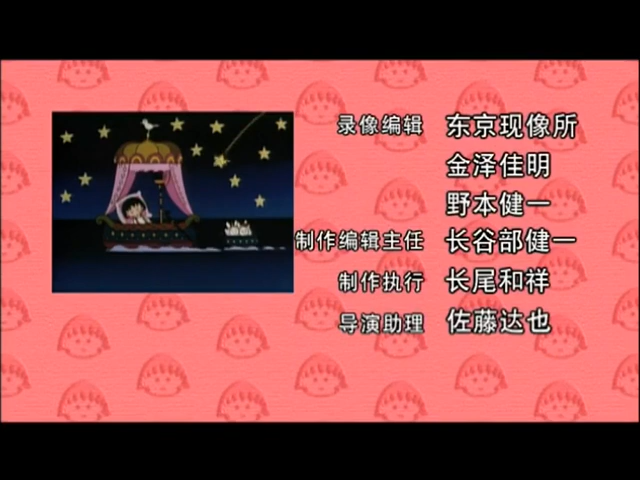 录像编辑 东京现像所
金泽佳明
野本健一
制作编辑主任 长谷部健一
制作执行 长尾和祥
导演助理 佐藤达也